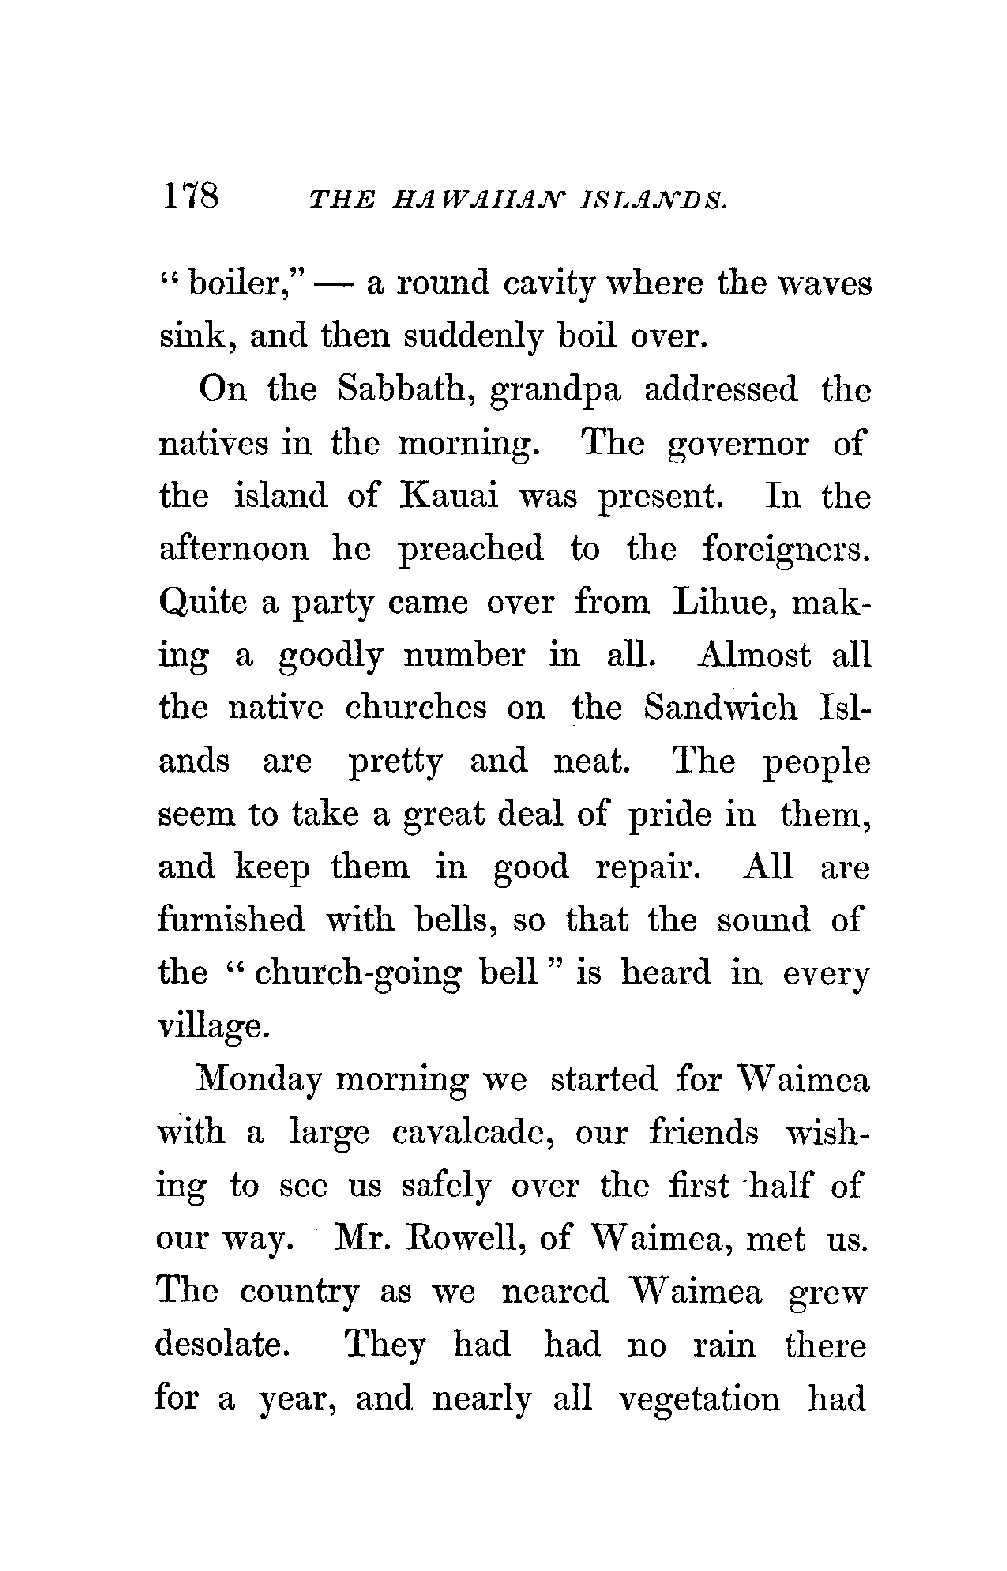 178 THE HAWAIIAN ISLANDS.
“ boiler,” — a round cavity where the waves
sink, and then suddenly boil over.
On the Sabbath, grandpa addressed the
natives in the morning. The governor of
the island of Kauai was present. In the
afternoon he preached to the foreigners.
Quite a party came over from Lihue, mak-
ing a goodly number in all. Almost all
the native churches on the Sandwich Isl-
ands are pretty and neat. The people
seem to take a great deal of pride in them,
and keep them in good repair. All are
furnished with bells, so that the sound of
the “ church-going bell ” is heard in every
village.
Monday morning we started for Waimea
with a large cavalcade, our friends wish-
ing to see us safely over the first half of
our way. Mr. Rowell, of Waimea, met us.
The country as we neared Waimea grew
desolate. They had had no rain there
for a year, and nearly all vegetation had